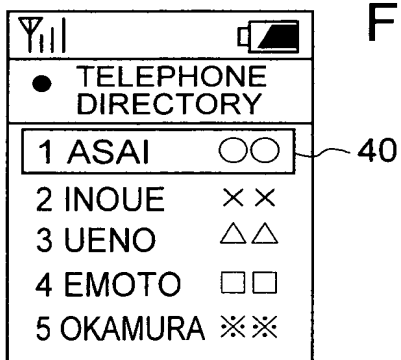 F
● TELEPHONE
DIRECTORY
1 ASAI ○○
40
2 INOUE ××
3 UENO △△
4 EMOTO □□
5 OKAMURA ※※